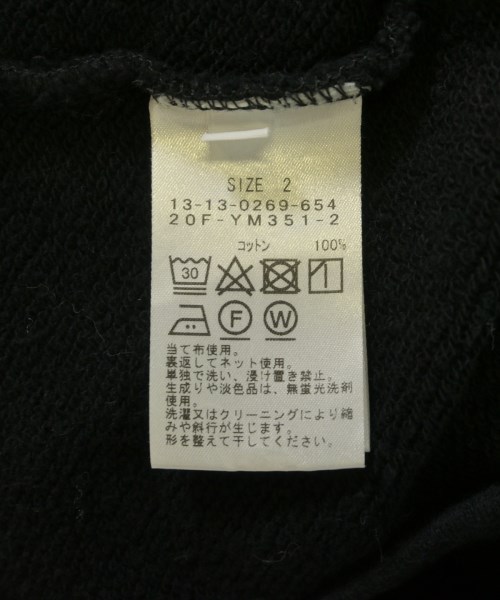 SIZE 2
13-13-0269-654
20F-YM351-2
コットン 100%
30
F W
当て布使用。
裏返してネット使用。
単独で洗い、浸け置き禁止。
生成りや淡色品は、無蛍光洗剤
使用。
洗濯又はクリーニングにより縮
みや斜行が生じます。
形を整えて干してください。